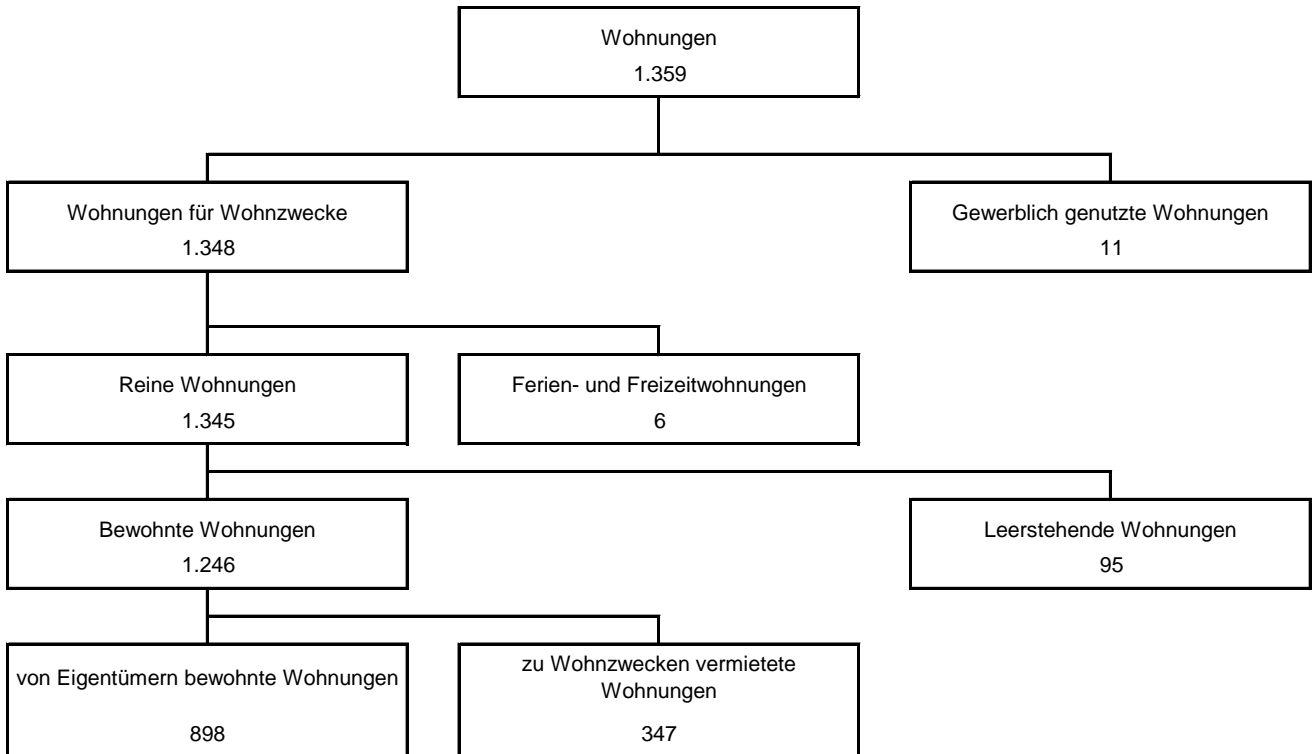 Wohnungen
1.359
Wohnungen für Wohnzwecke
1.348
Gewerblich genutzte Wohnungen
11
Reine Wohnungen
1.345
Ferien- und Freizeitwohnungen
6
Bewohnte Wohnungen
1.246
Leerstehende Wohnungen
95
von Eigentümern bewohnte Wohnungen
898
zu Wohnzwecken vermietete
Wohnungen
347